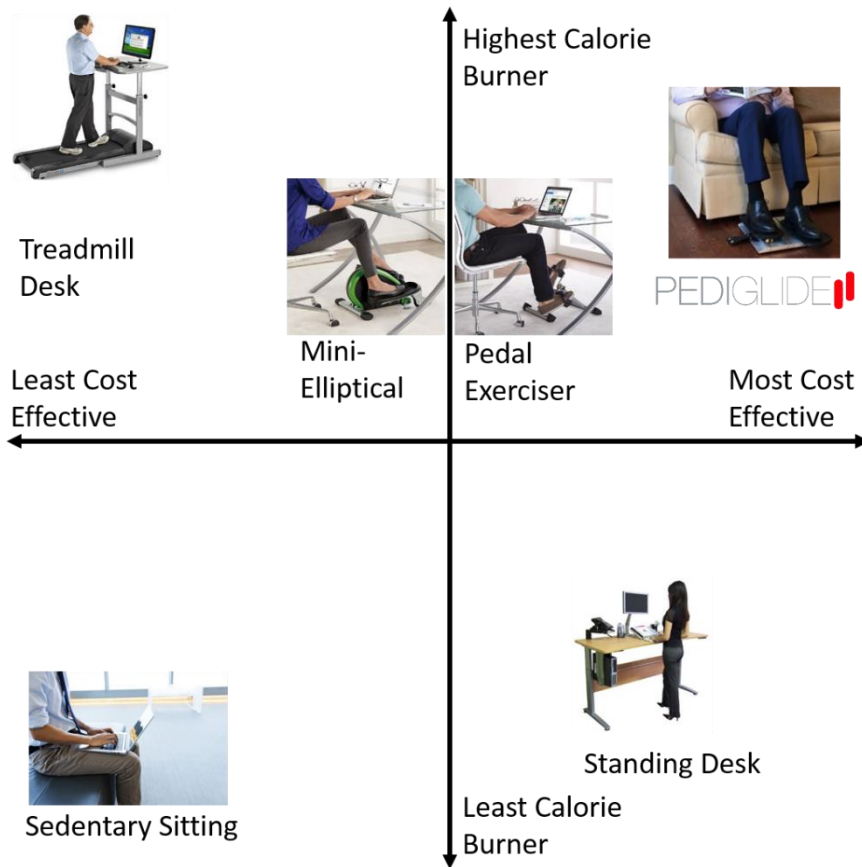 Highest Calorie
Burner
Treadmill
Desk
PEDIGLIDE
Mini-
Elliptical
Pedal
Exerciser
Least Cost
Effective
Most Cost
Effective
Standing Desk
Sedentary Sitting
Least Calorie
Burner